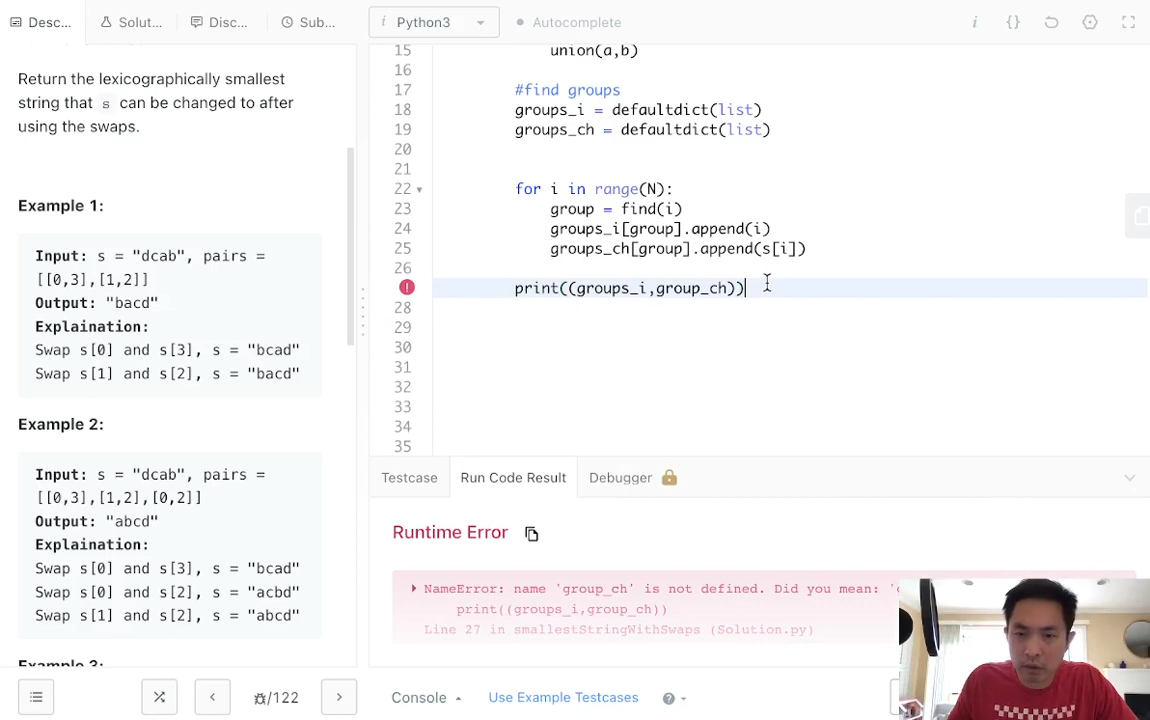 Desc...
Solut...
Disc...
Sub...
i Python3
Autocomplete
i {}
Return the lexicographically smallest
string that s can be changed to after
using the swaps.
Example 1:
Input: s = "dcab", pairs =
[[0,3],[1,2]]
Output: "bacd"
Explaination:
Swap s[0] and s[3], s = "bcad"
Swap s[1] and s[2], s = "bacd"
Example 2:
Input: s = "dcab", pairs =
[[0,3],[1,2],[0,2]]
Output: "abcd"
Explaination:
Swap s[0] and s[3], s = "bcad"
Swap s[0] and s[2], s = "acbd"
Swap s[1] and s[2], s = "abcd"
Example 3:
15 union(a,b)
16
17 #find groups
18 groups_i = defaultdict(list)
19 groups_ch = defaultdict(list)
20
21
22 for i in range(N):
23 group = find(i)
24 groups_i[group].append(i)
25 groups_ch[group].append(s[i])
26
! print((groups_i,group_ch))
28
29
30
31
32
33
34
35
Testcase
Run Code Result
Debugger
Runtime Error
NameError: name 'group_ch' is not defined. Did you mean: '
print((groups_i,group_ch))
Line 27 in smallestStringWithSwaps (Solution.py)
/122
Console
Use Example Testcases
?